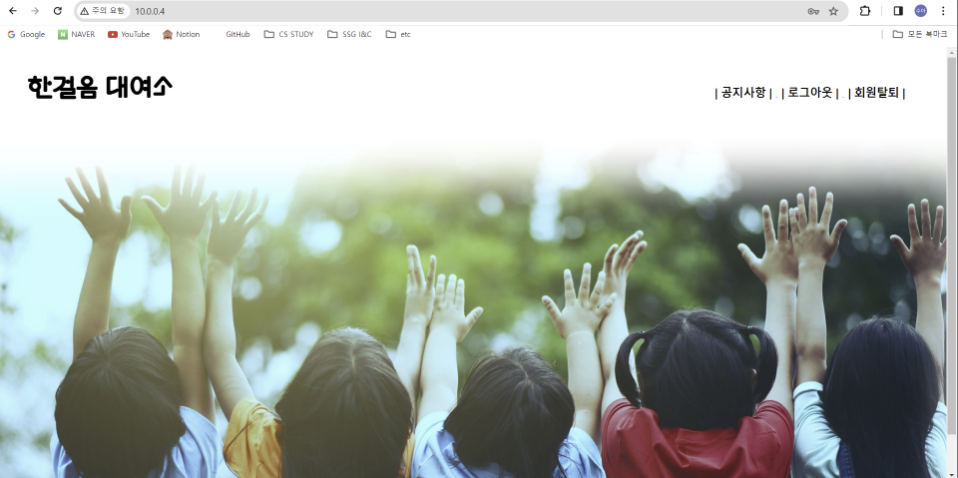 주의 요함 10.0.0.4
Google NAVER YouTube Notion GitHub CS STUDY SSG I&C etc 모든 북마크
한걸음 대여소
| 공지사항 | . | 로그아웃 | . | 회원탈퇴 |